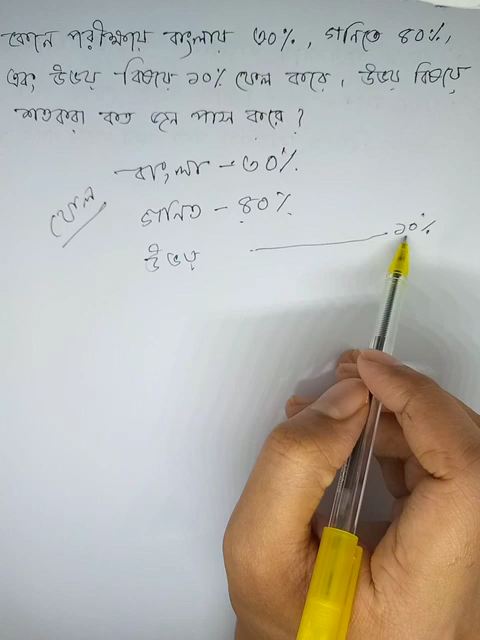 কোন পরীক্ষায় বাংলায় ৩০%, গনিতে ৪০%,
এবং উভয় বিষয়ে ১০% ফেল করে, উভয় বিষয়ে
শতকরা কত জন পাস করে?
বাংলা - ৩০%
গনিত - ৪০%
ফেল
উভয় ১০%